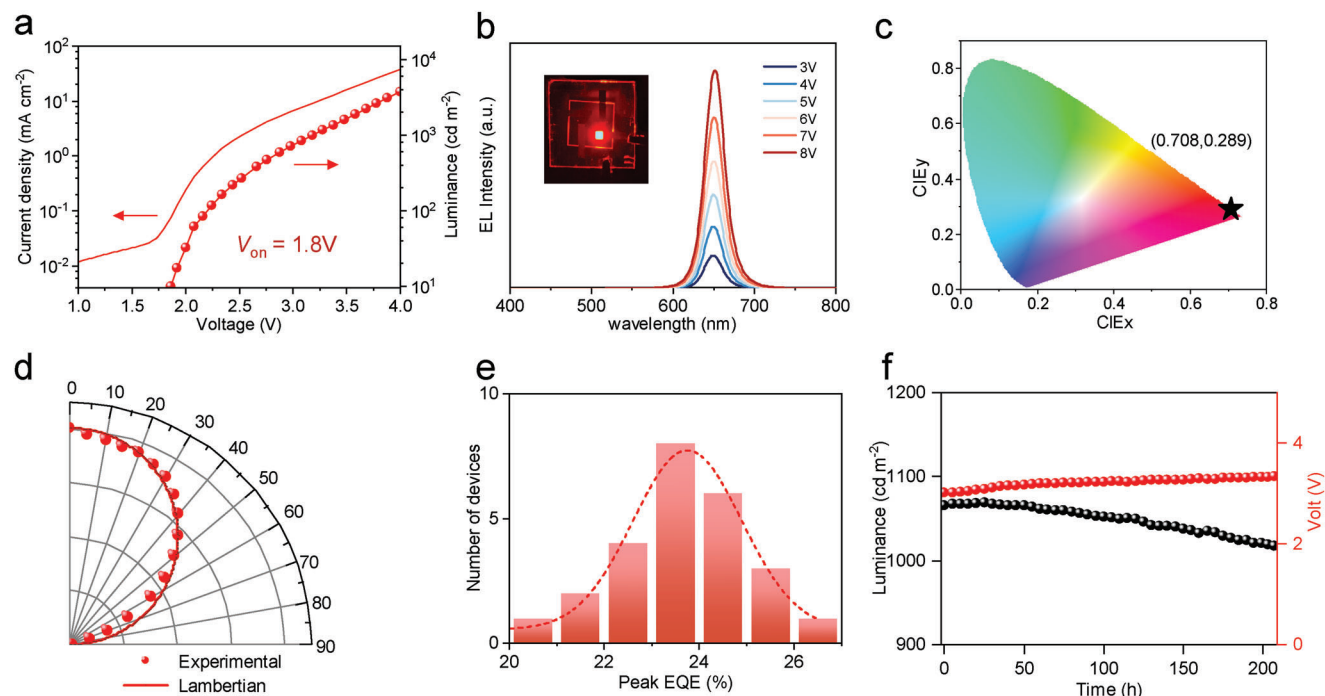 a
10²
10¹
10⁰
10⁻¹
10⁻²
Current density (mA cm⁻²)
1.0 1.5 2.0 2.5 3.0 3.5 4.0
Voltage (V)
10⁴
10³
10²
10¹
Luminance (cd m⁻²)
Von = 1.8V
b
EL Intensity (a.u.)
3V
4V
5V
6V
7V
8V
400 500 600 700 800
wavelength (nm)
c
0.8
0.6
0.4
0.2
0.0
CIEy
(0.708,0.289)
0.0 0.2 0.4 0.6 0.8
CIEx
d
0
10
20
30
40
50
60
70
80
90
Experimental
Lambertian
e
10
5
0
Number of devices
20 22 24 26
Peak EQE (%)
f
1200
1100
1000
900
Luminance (cd m⁻²)
4
2
0
Volt (V)
0 50 100 150 200
Time (h)